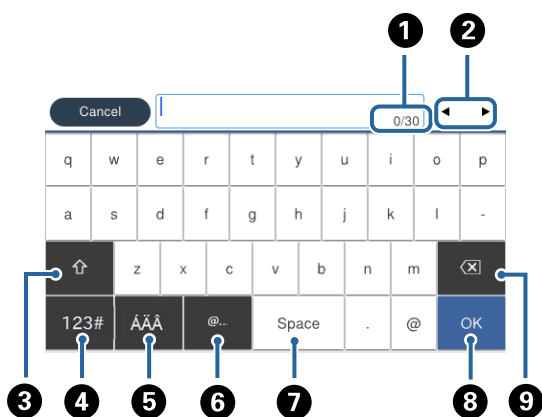 1 2
Cancel 0/30 ◄ ►
q w e r t y u i o p
a s d f g h j k l -
z x c v b n m
123# ÁÄÂ @... Space . @ OK
3 4 5 6 7 8 9